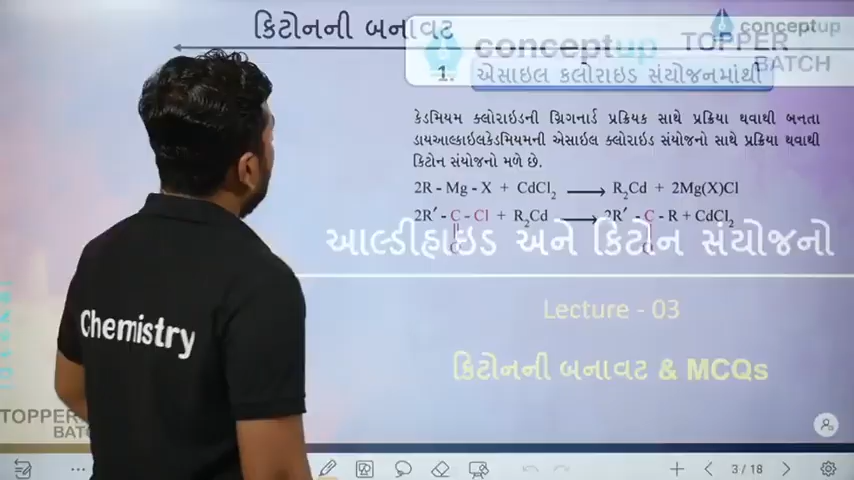 કિટોનની બનાવટ
conceptup
conceptup
TOPPER
BATCH
1. એસાઇલ ક્લોરાઇડ સંયોજનમાંથી
કેડમિયમ ક્લોરાઇડની ગ્રિગનાર્ડ પ્રક્રિયક સાથે પ્રક્રિયા થવાથી બનતા
ડાયઆલ્કાઇલકેડમિયમની એસાઇલ ક્લોરાઇડ સંયોજનો સાથે પ્રક્રિયા થવાથી
કિટોન સંયોજનો મળે છે.
2R - Mg - X + CdCl₂ ⟶ R₂Cd + 2Mg(X)Cl
2R′ - C - Cl + R₂Cd ⟶ 2R′ - C - R + CdCl₂
આલ્ડીહાઇડ અને કિટોન સંયોજનો
Lecture - 03
કિટોનની બનાવટ & MCQs
Chemistry
TOPPER
BATC
3 / 18